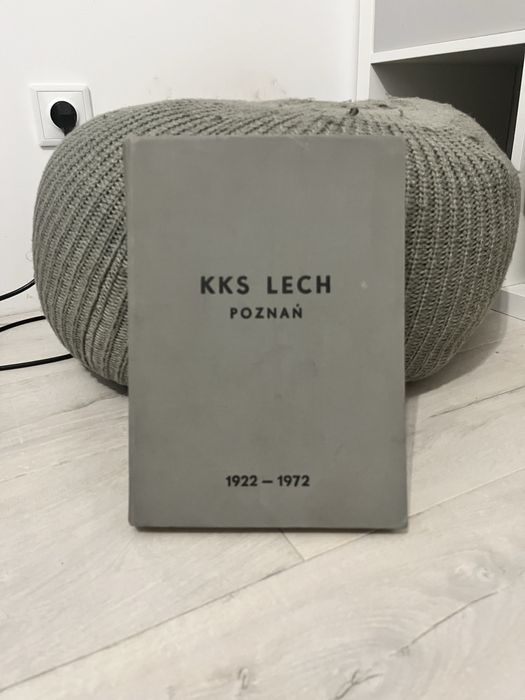 KKS LECH
POZNAŃ
1922 – 1972